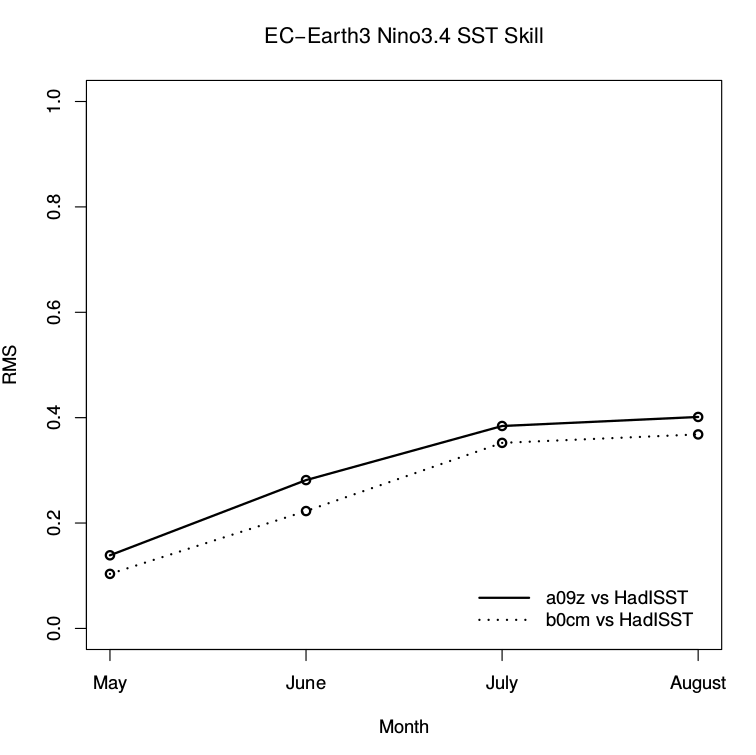 EC−Earth3 Nino3.4 SST Skill
1.0
0.8
0.6
0.4
0.2
0.0
RMS
a09z vs HadISST
b0cm vs HadISST
May June July August
Month